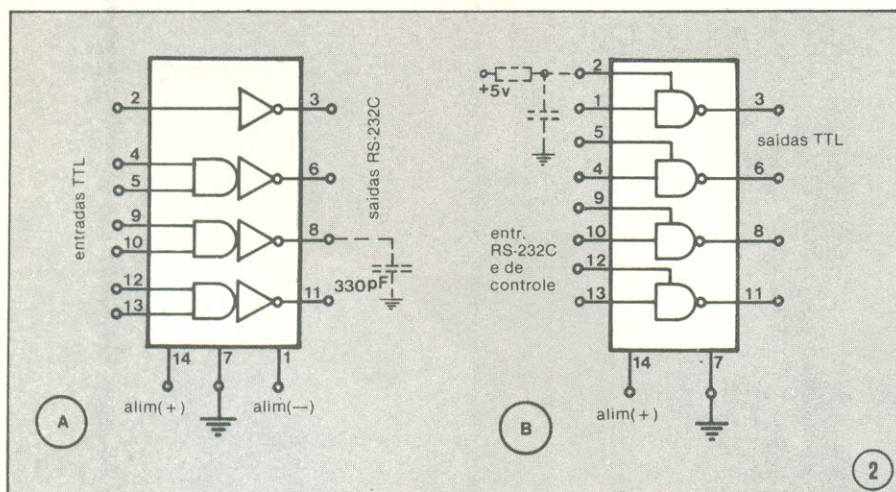 2
3
4
5
6
9
10
8
12
13
11
entradas TTL
saídas RS-232C
330pF
14
7
1
alim(+)
alim(—)
A
+5v
2
1
3
5
4
6
9
10
8
12
13
11
saidas TTL
entr.
RS-232C
e de
controle
14
7
alim(+)
B
2